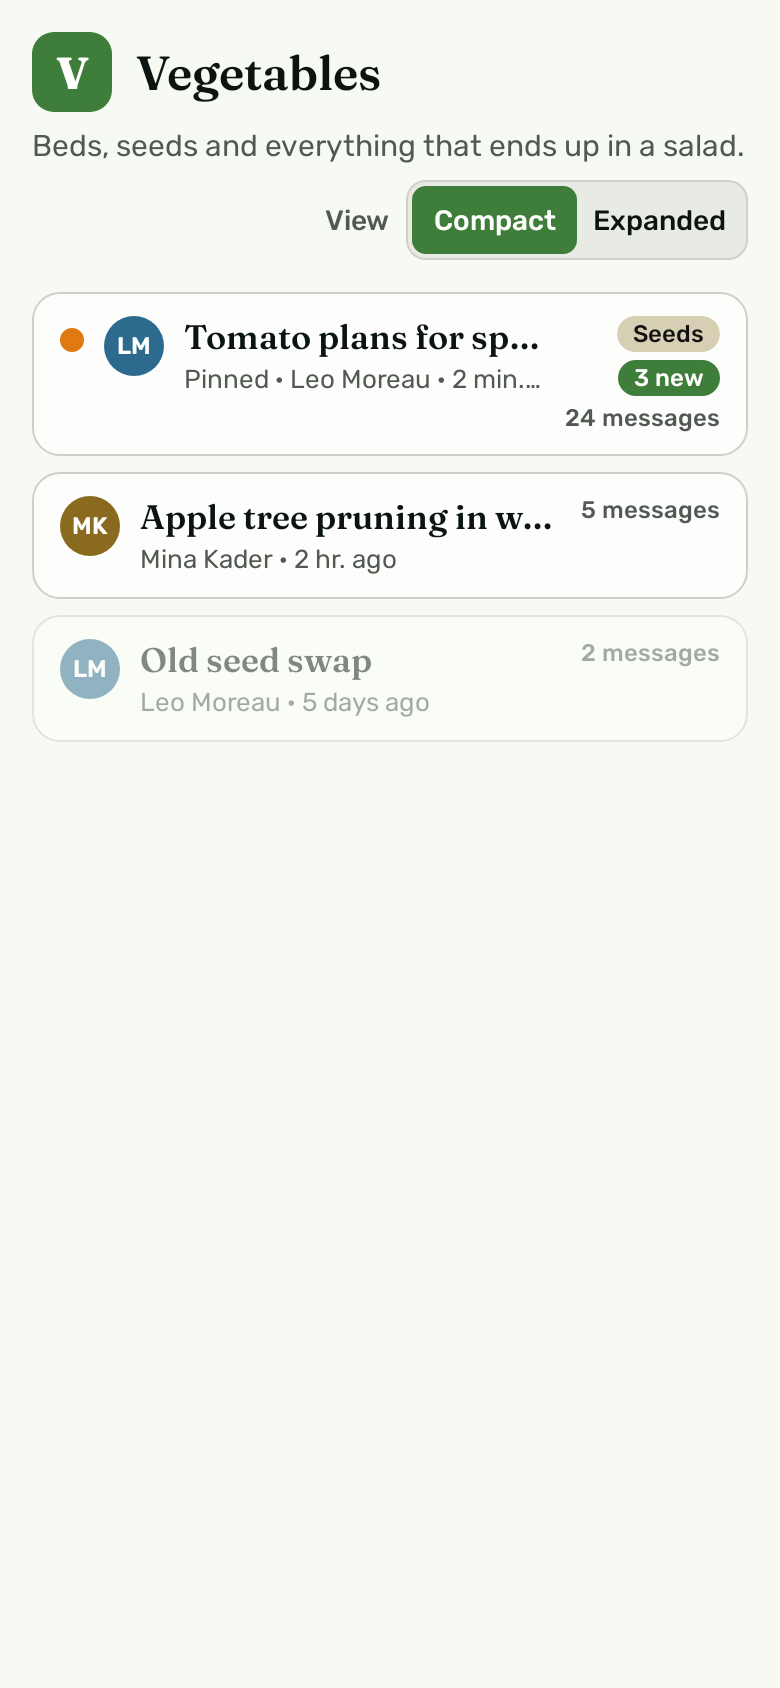 V Vegetables
Beds, seeds and everything that ends up in a salad.
View Compact Expanded
LM Tomato plans for sp... Seeds
Pinned • Leo Moreau • 2 min.... 3 new
24 messages
MK Apple tree pruning in w... 5 messages
Mina Kader • 2 hr. ago
LM Old seed swap 2 messages
Leo Moreau • 5 days ago